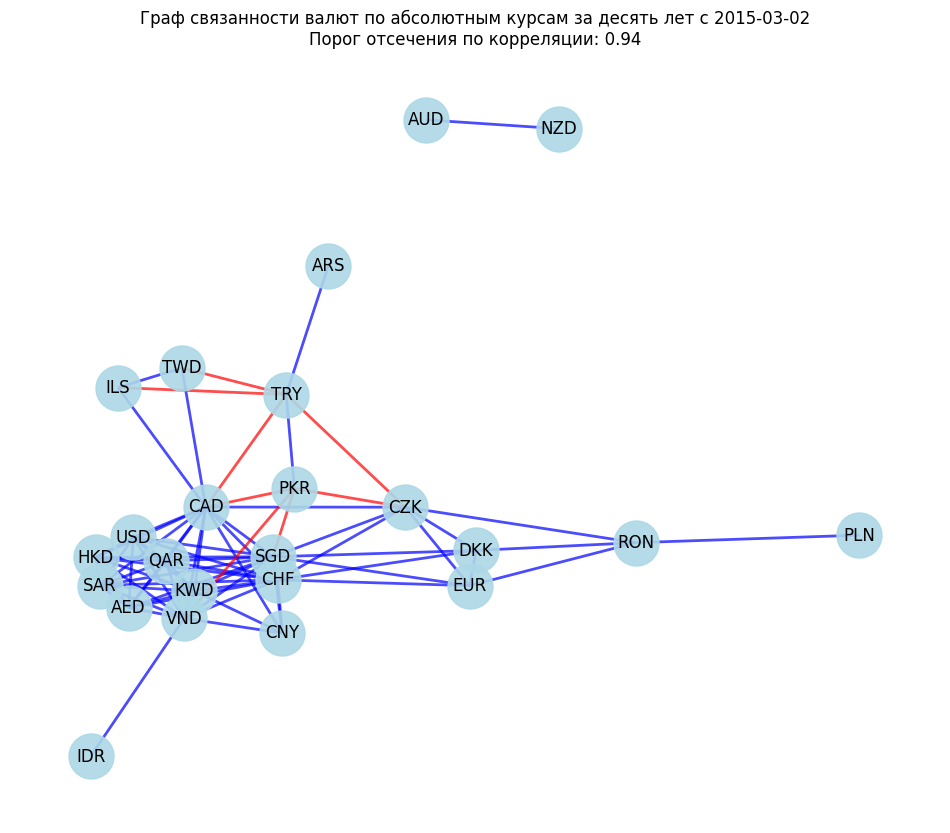 Граф связанности валют по абсолютным курсам за десять лет с 2015-03-02
Порог отсечения по корреляции: 0.94
AUD
NZD
ARS
TWD
ILS
TRY
PKR
CAD
CZK
USD
HKD
QAR
SGD
DKK
RON
PLN
SAR
KWD
CHF
EUR
AED
VND
CNY
IDR